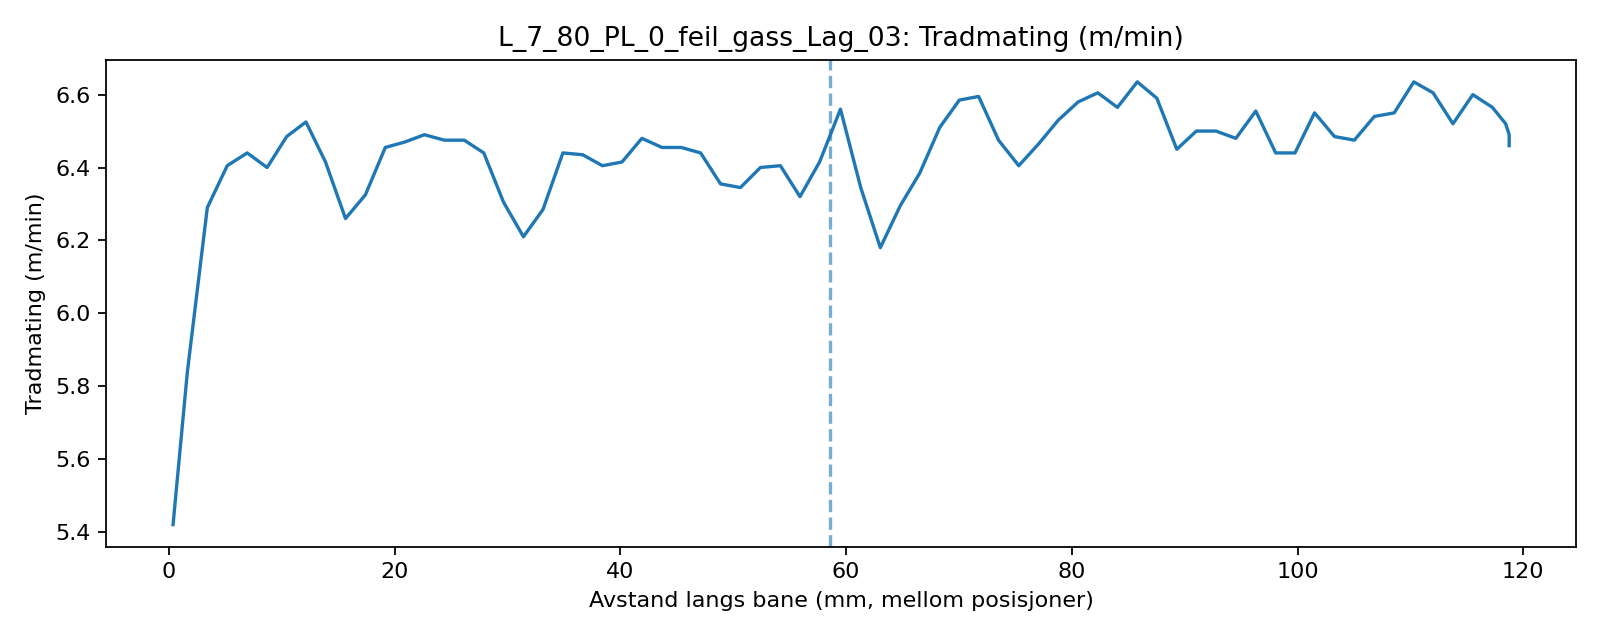 L_7_80_PL_0_feil_gass_Lag_03: Tradmating (m/min)
Tradmating (m/min)
6.6
6.4
6.2
6.0
5.8
5.6
5.4
0 20 40 60 80 100 120
Avstand langs bane (mm, mellom posisjoner)